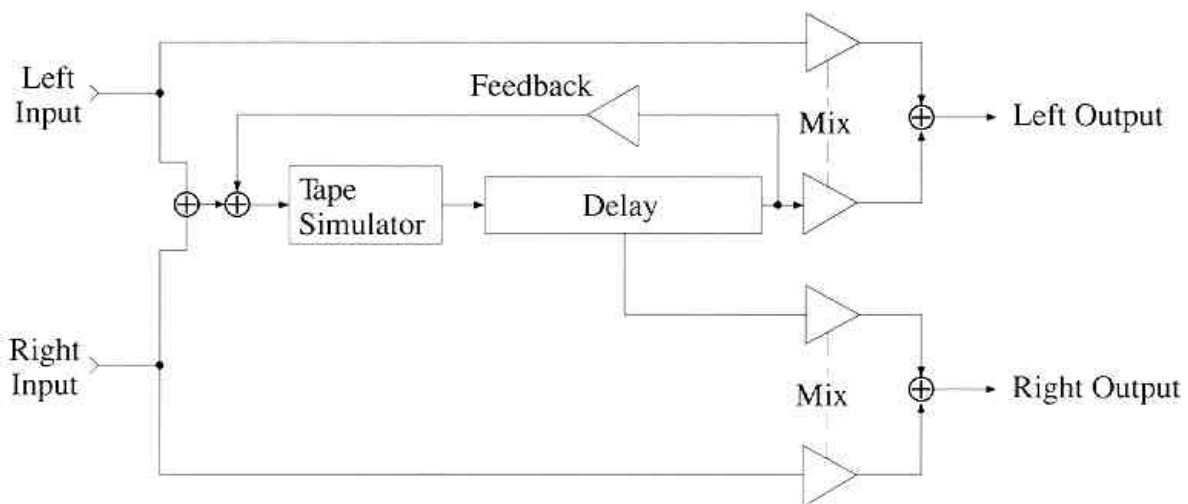 Left
Input
Feedback
Mix
Left Output
Tape
Simulator
Delay
Right
Input
Mix
Right Output